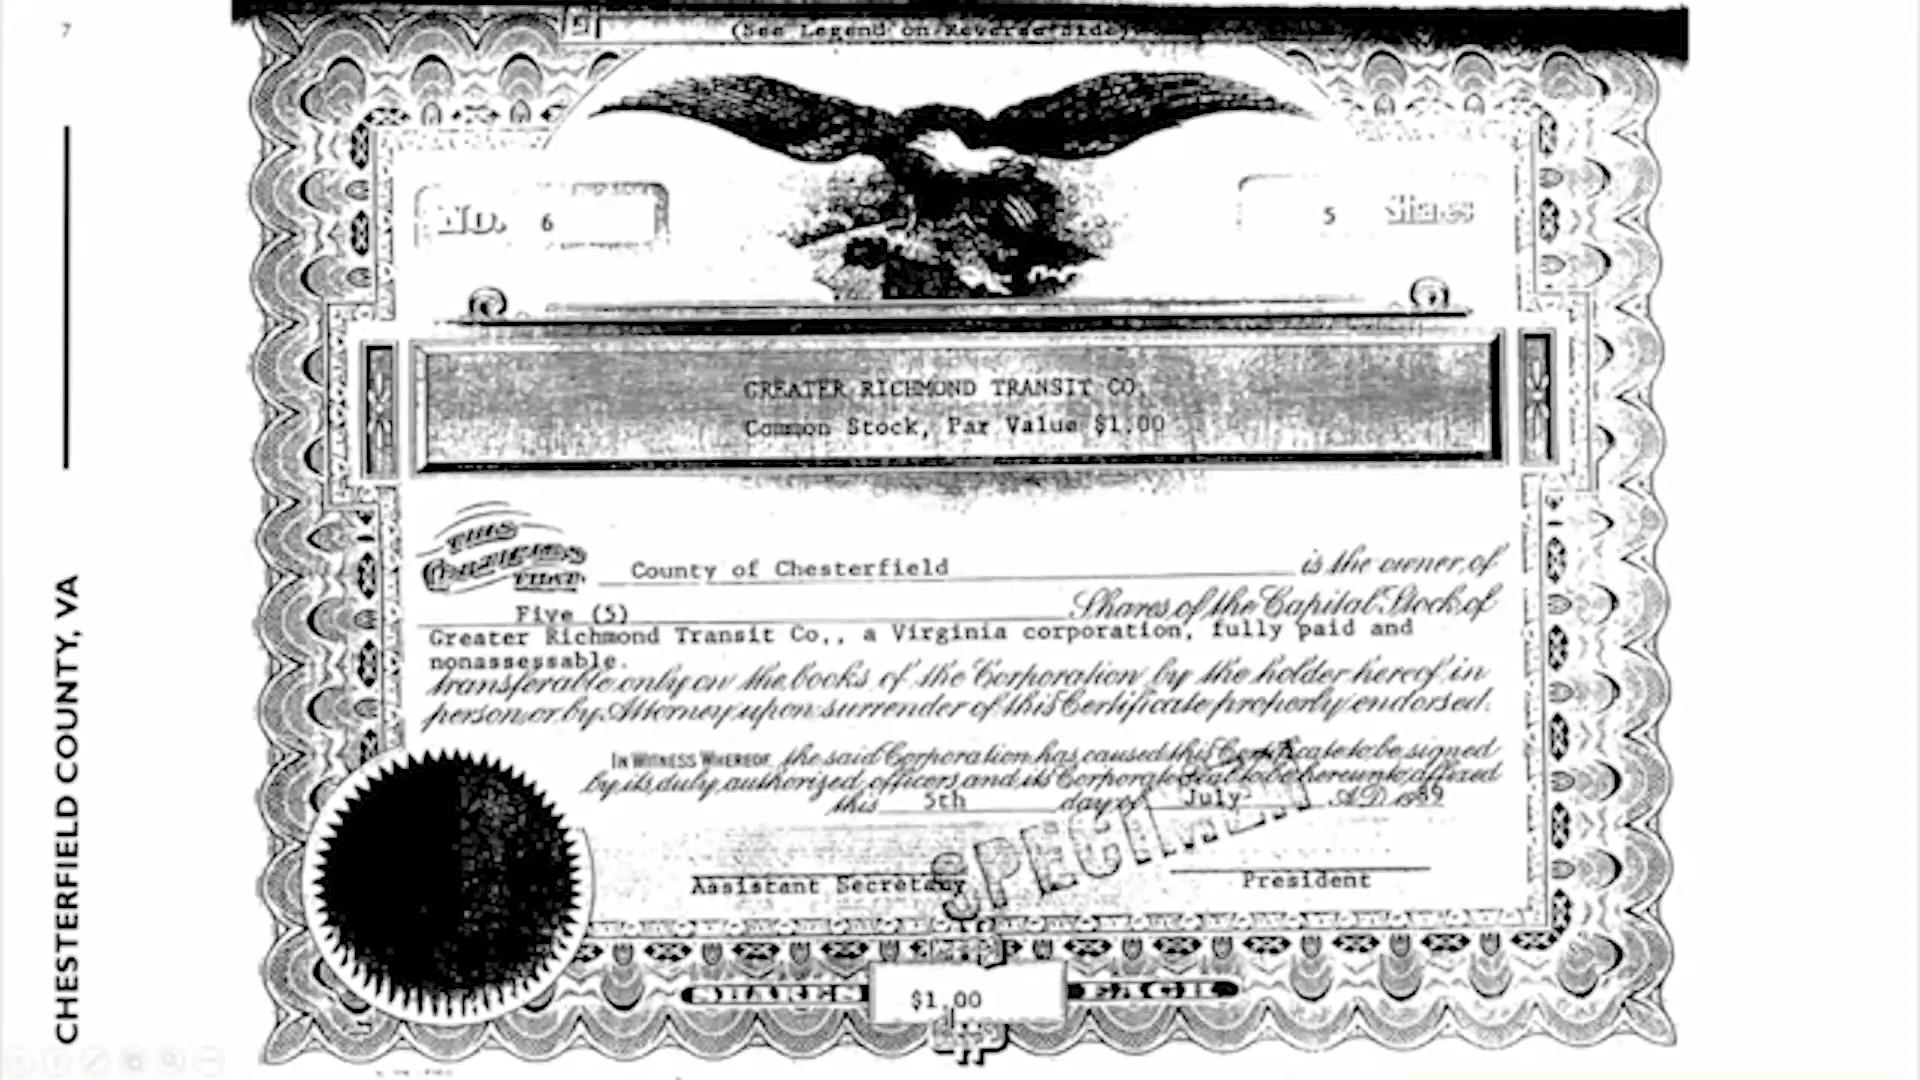 7
CHESTERFIELD COUNTY, VA
(See Legend on Reverse Side)
No. 6
5 Shares
GREATER RICHMOND TRANSIT CO.
Common Stock, Par Value $1.00
THIS CERTIFIES THAT County of Chesterfield is the owner of
Five (5) Shares of the Capital Stock of
Greater Richmond Transit Co., a Virginia corporation, fully paid and
nonassessable.
transferable only on the books of the Corporation by the holder hereof in
person or by Attorney upon surrender of this Certificate properly endorsed.
IN WITNESS WHEREOF, the said Corporation has caused this Certificate to be signed
by its duly authorized officers and its Corporate Seal to be hereunto affixed
this 5th day of July A.D. 1989
SPECIMEN
Assistant Secretary
President
SHARES $1.00 EACH